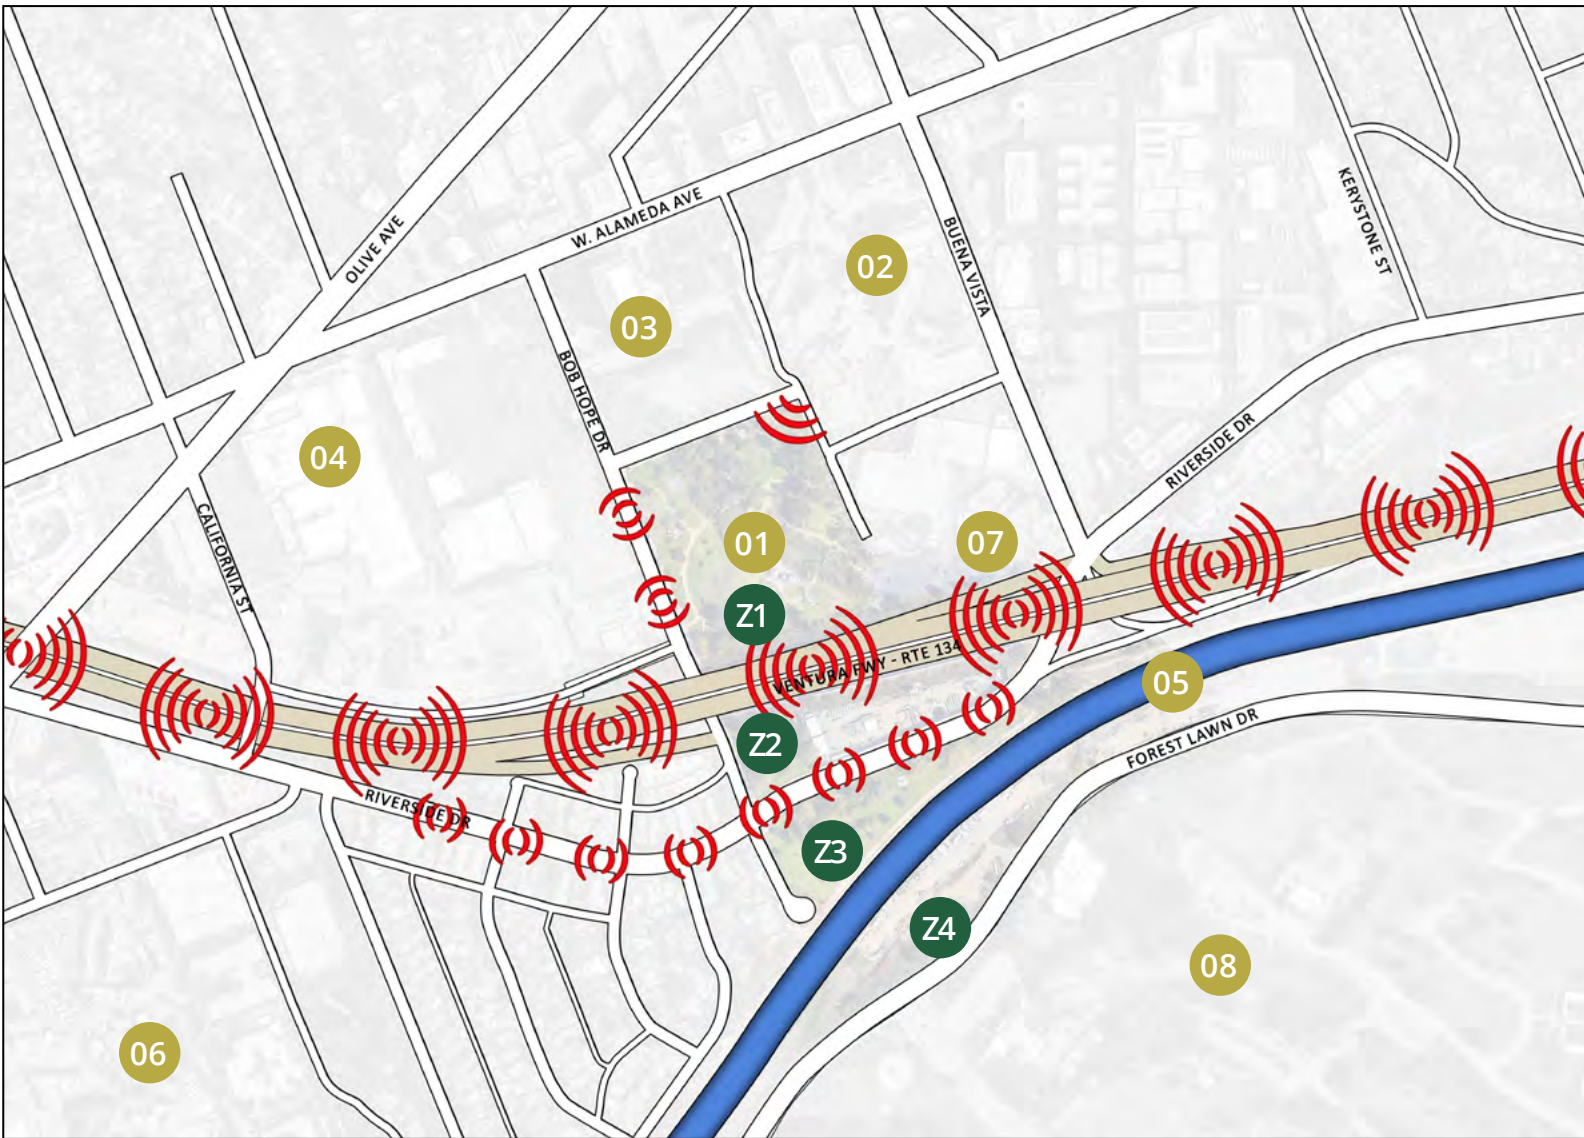 KERYSTONE ST
OLIVE AVE
W. ALAMEDA AVE
BUENA VISTA
02
03
BOB HOPE DR
04
RIVERSIDE DR
CALIFORNIA ST
01
07
Z1
VENTURA FWY - RTE 134
05
Z2
FOREST LAWN DR
RIVERSIDE DR
Z3
Z4
08
06